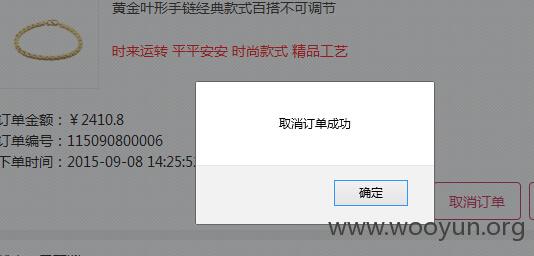 黄金叶形手链经典款式百搭不可调节
时来运转 平平安安 时尚款式 精品工艺
取消订单成功
订单金额：￥2410.8
订单编号：115090800006
下单时间：2015-09-08 14:25:5
确定
取消订单
www.wooyun.org